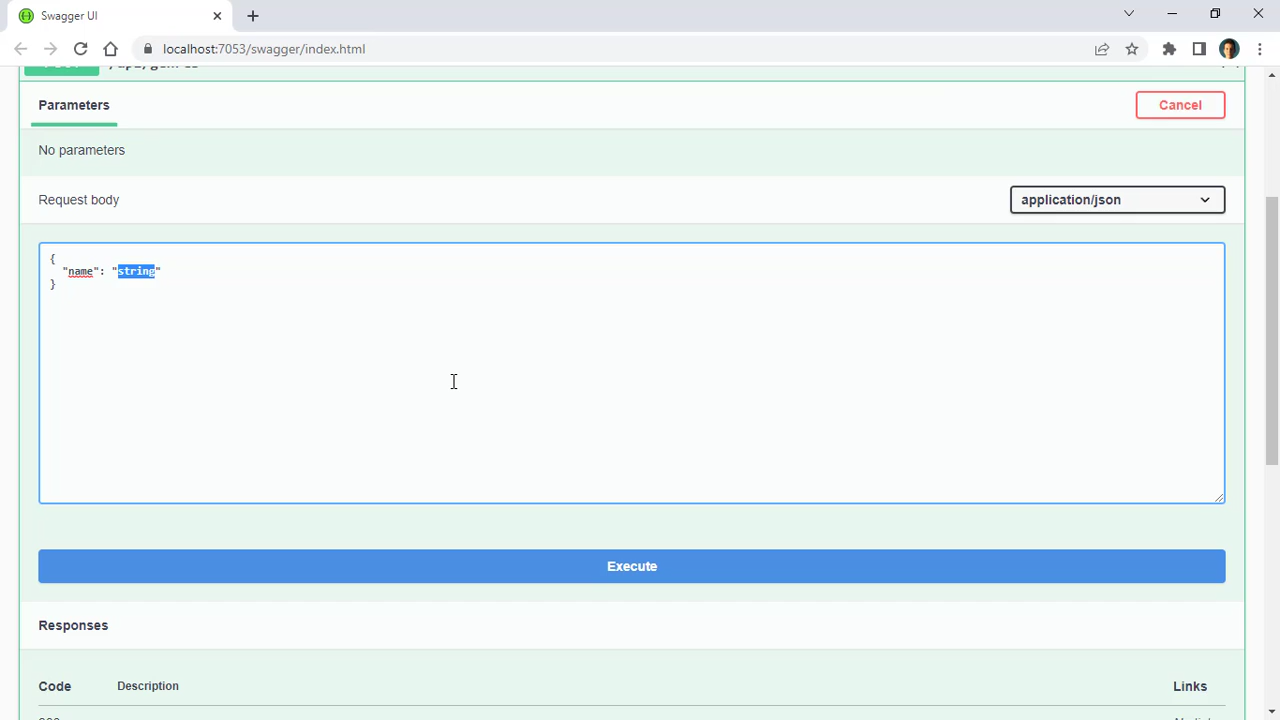 Swagger UI
localhost:7053/swagger/index.html
Parameters
Cancel
No parameters
Request body
application/json
{
"name": "string"
}
Execute
Responses
Code Description Links